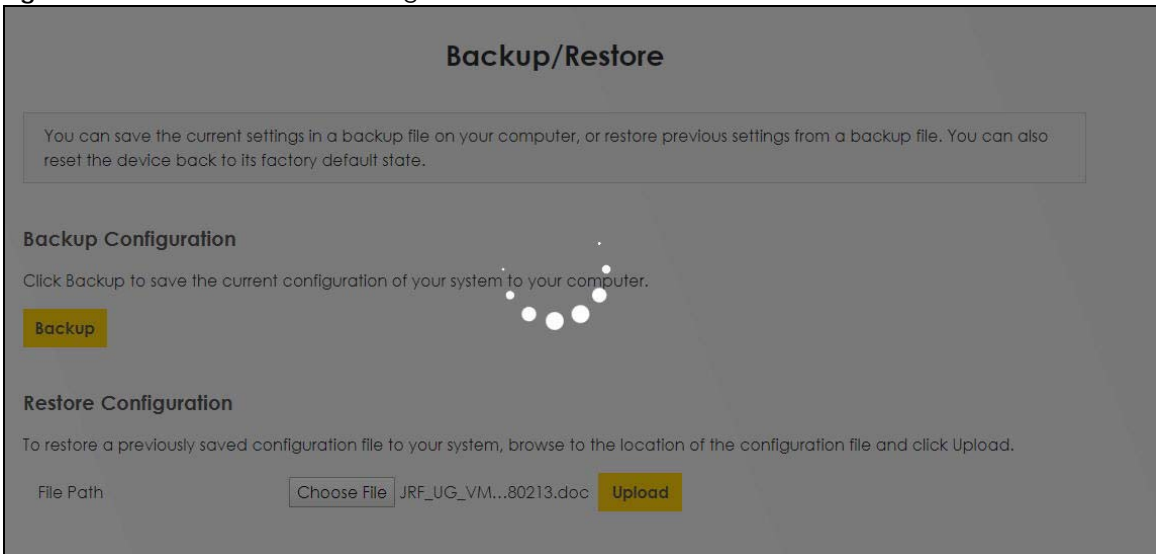 Backup/Restore
You can save the current settings in a backup file on your computer, or restore previous settings from a backup file. You can also
reset the device back to its factory default state.
Backup Configuration
Click Backup to save the current configuration of your system to your computer.
Backup
Restore Configuration
To restore a previously saved configuration file to your system, browse to the location of the configuration file and click Upload.
File Path Choose File JRF_UG_VM...80213.doc Upload